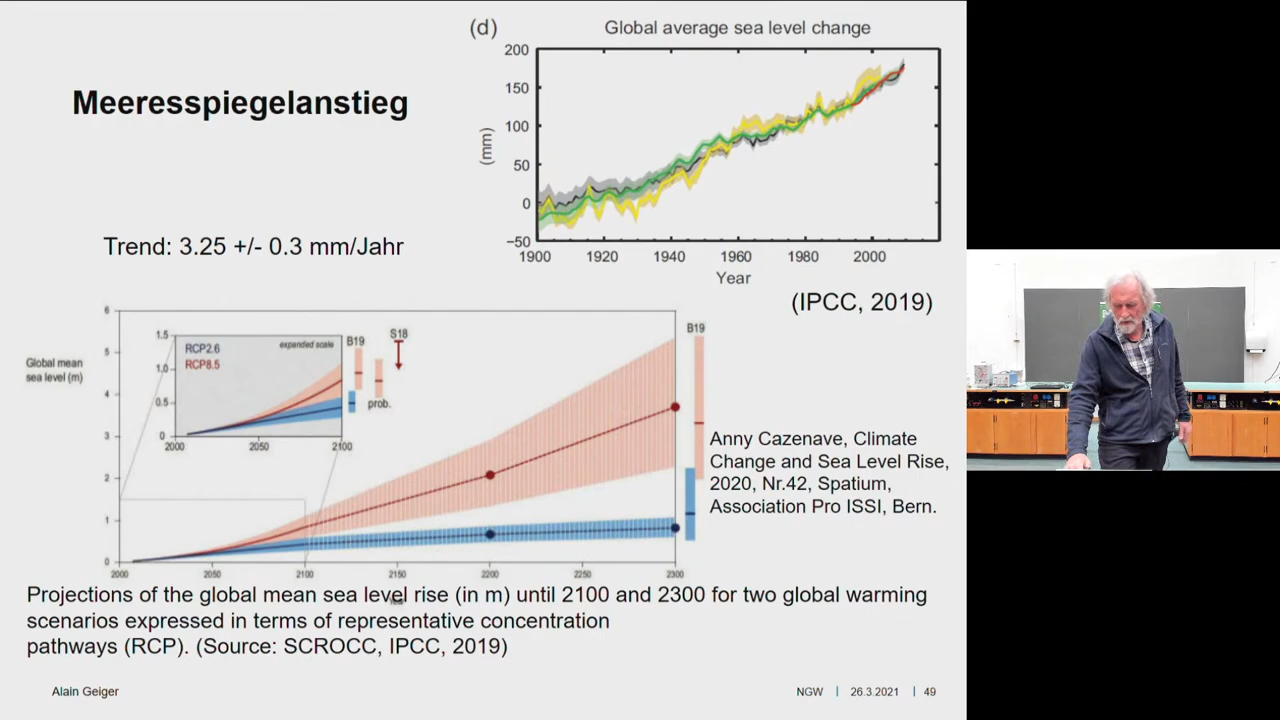 (d)
Global average sea level change
200
150
100
50
0
−50
(mm)
1900
1920
1940
1960
1980
2000
Year
Meeresspiegelanstieg
Trend: 3.25 +/- 0.3 mm/Jahr
(IPCC, 2019)
Global mean
sea level (m)
6
5
4
3
2
1
0
2000
2050
2100
2150
2200
2250
2300
1.5
1.0
0.5
0
2000
2050
2100
RCP2.6
RCP8.5
expanded scale
B19
S18
prob.
B19
Anny Cazenave, Climate
Change and Sea Level Rise,
2020, Nr.42, Spatium,
Association Pro ISSI, Bern.
Projections of the global mean sea level rise (in m) until 2100 and 2300 for two global warming
scenarios expressed in terms of representative concentration
pathways (RCP). (Source: SCROCC, IPCC, 2019)
Alain Geiger
NGW | 26.3.2021 | 49